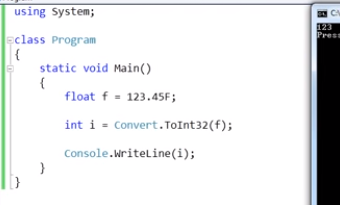 using System;
class Program
{
static void Main()
{
float f = 123.45F;
int i = Convert.ToInt32(f);
Console.WriteLine(i);
}
}
C:\
123
Press